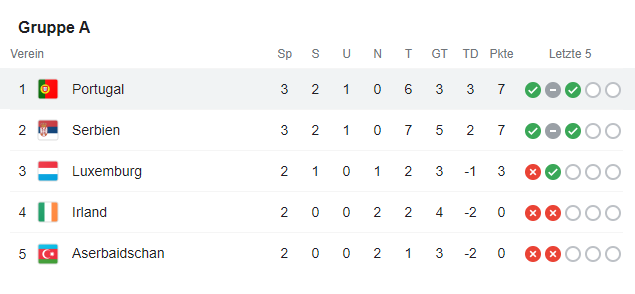 Gruppe A
Verein Sp S U N T GT TD Pkte Letzte 5
1 Portugal 3 2 1 0 6 3 3 7
2 Serbien 3 2 1 0 7 5 2 7
3 Luxemburg 2 1 0 1 2 3 -1 3
4 Irland 2 0 0 2 2 4 -2 0
5 Aserbaidschan 2 0 0 2 1 3 -2 0